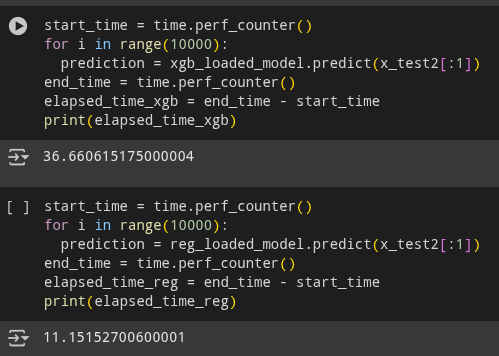 start_time = time.perf_counter()
for i in range(10000):
  prediction = xgb_loaded_model.predict(x_test2[:1])
end_time = time.perf_counter()
elapsed_time_xgb = end_time - start_time
print(elapsed_time_xgb)
36.660615175000004
[ ] start_time = time.perf_counter()
for i in range(10000):
  prediction = reg_loaded_model.predict(x_test2[:1])
end_time = time.perf_counter()
elapsed_time_reg = end_time - start_time
print(elapsed_time_reg)
11.15152700600001